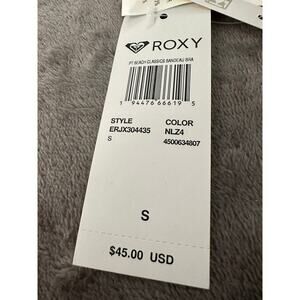 ROXY
PT BEACH CLASSICS BANDEAU BRA
1 94476 66619 5
STYLE COLOR
ERJX304435 NLZ4
S 4500634807
S
$45.00 USD